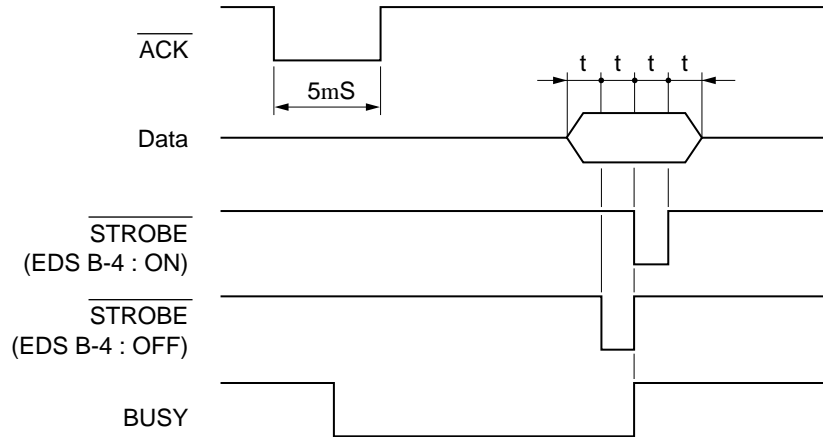 ACK
t t t t
5mS
Data
STROBE
(EDS B-4 : ON)
STROBE
(EDS B-4 : OFF)
BUSY